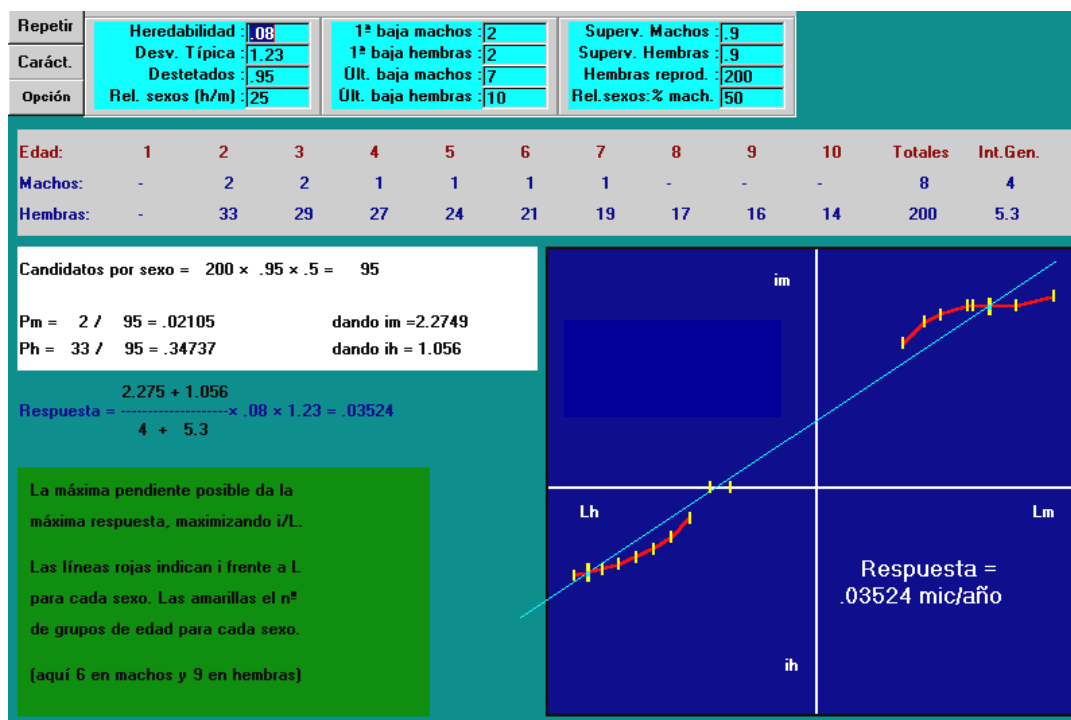 Repetir
Caráct.
Opción
Heredabilidad : .08
Desv. Típica : 1.23
Destetados : .95
Rel. sexos (h/m) : 25
1ª baja machos : 2
1ª baja hembras : 2
Últ. baja machos : 7
Últ. baja hembras : 10
Superv. Machos : .9
Superv. Hembras : .9
Hembras reprod. : 200
Rel.sexos:% mach. 50
Edad: 1 2 3 4 5 6 7 8 9 10 Totales Int.Gen.
Machos: - 2 2 1 1 1 1 - - - 8 4
Hembras: - 33 29 27 24 21 19 17 16 14 200 5.3
Candidatos por sexo = 200 × .95 × .5 = 95
Pm = 2 / 95 = .02105 dando im =2.2749
Ph = 33 / 95 = .34737 dando ih = 1.056
2.275 + 1.056
Respuesta = --------------------× .08 × 1.23 = .03524
4 + 5.3
La máxima pendiente posible da la
máxima respuesta, maximizando i/L.
Las líneas rojas indican i frente a L
para cada sexo. Las amarillas el nº
de grupos de edad para cada sexo.
(aquí 6 en machos y 9 en hembras)
im
Lh
Lm
Respuesta =
.03524 mic/año
ih